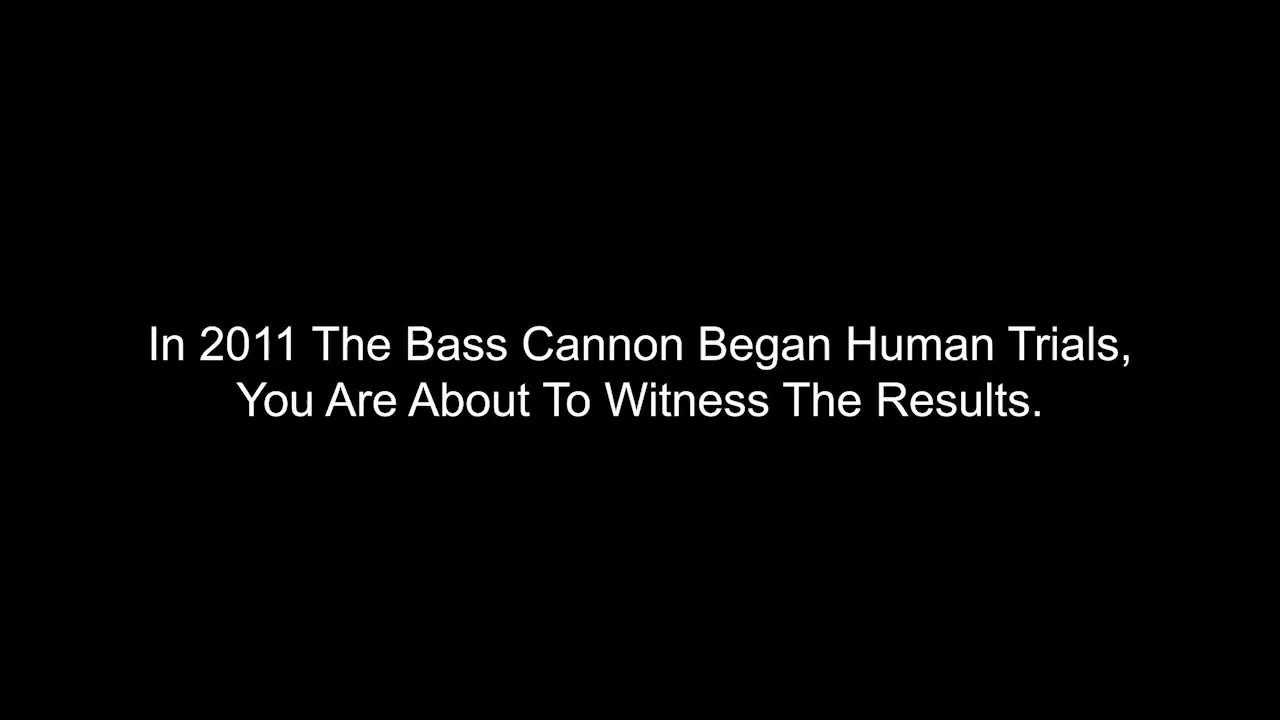 In 2011 The Bass Cannon Began Human Trials,
You Are About To Witness The Results.